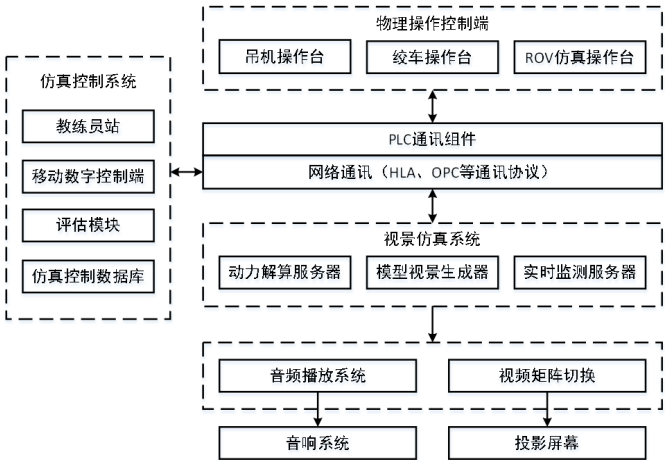 物理操作控制端
吊机操作台
绞车操作台
ROV仿真操作台
仿真控制系统
教练员站
移动数字控制端
评估模块
仿真控制数据库
PLC通讯组件
网络通讯（HLA、OPC等通讯协议）
视景仿真系统
动力解算服务器
模型视景生成器
实时监测服务器
音频播放系统
视频矩阵切换
音响系统
投影屏幕